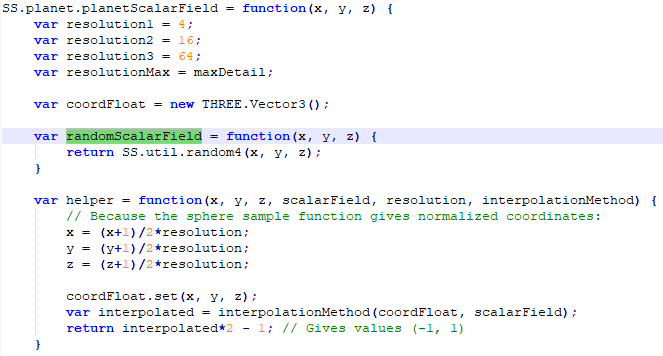 SS.planet.planetScalarField = function(x, y, z) {
    var resolution1 = 4;
    var resolution2 = 16;
    var resolution3 = 64;
    var resolutionMax = maxDetail;

    var coordFloat = new THREE.Vector3();

    var randomScalarField = function(x, y, z) {
        return SS.util.random4(x, y, z);
    }

    var helper = function(x, y, z, scalarField, resolution, interpolationMethod) {
        // Because the sphere sample function gives normalized coordinates:
        x = (x+1)/2*resolution;
        y = (y+1)/2*resolution;
        z = (z+1)/2*resolution;

        coordFloat.set(x, y, z);
        var interpolated = interpolationMethod(coordFloat, scalarField);
        return interpolated*2 - 1; // Gives values (-1, 1)
    }